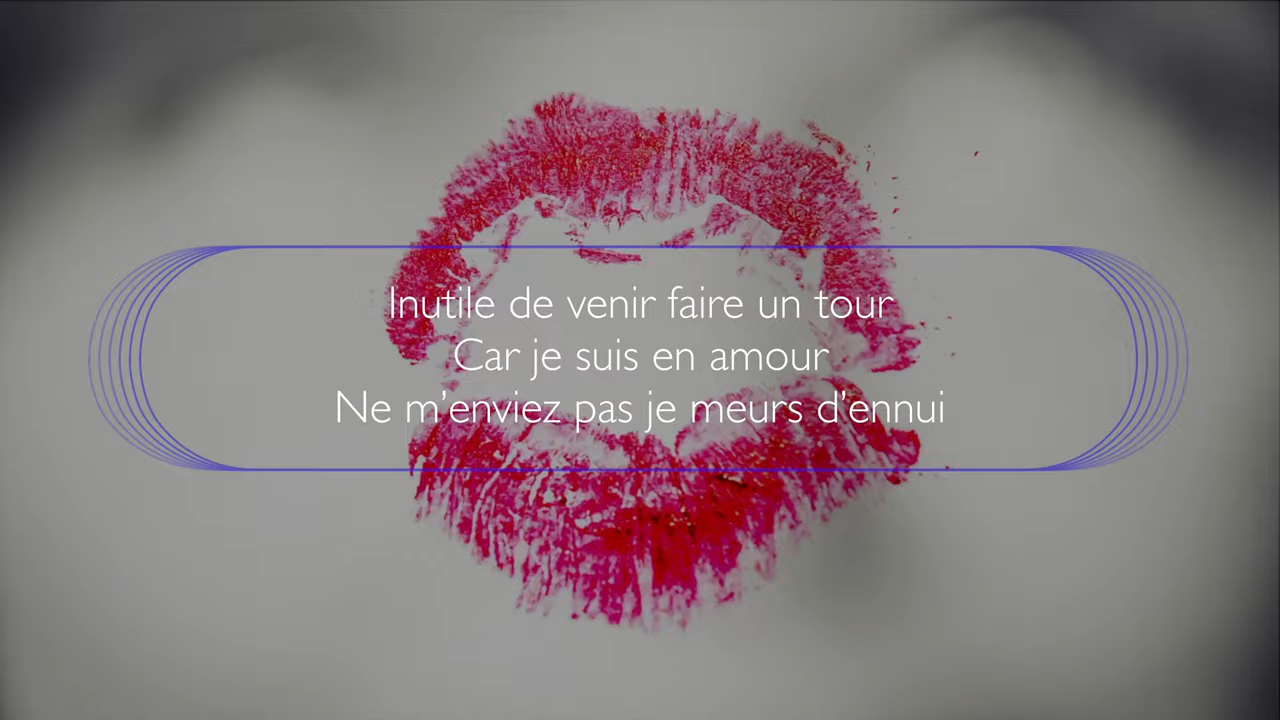 Inutile de venir faire un tour
Car je suis en amour
Ne m’enviez pas je meurs d’ennui